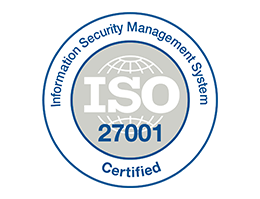 Information Security Management System
ISO
27001
Certified